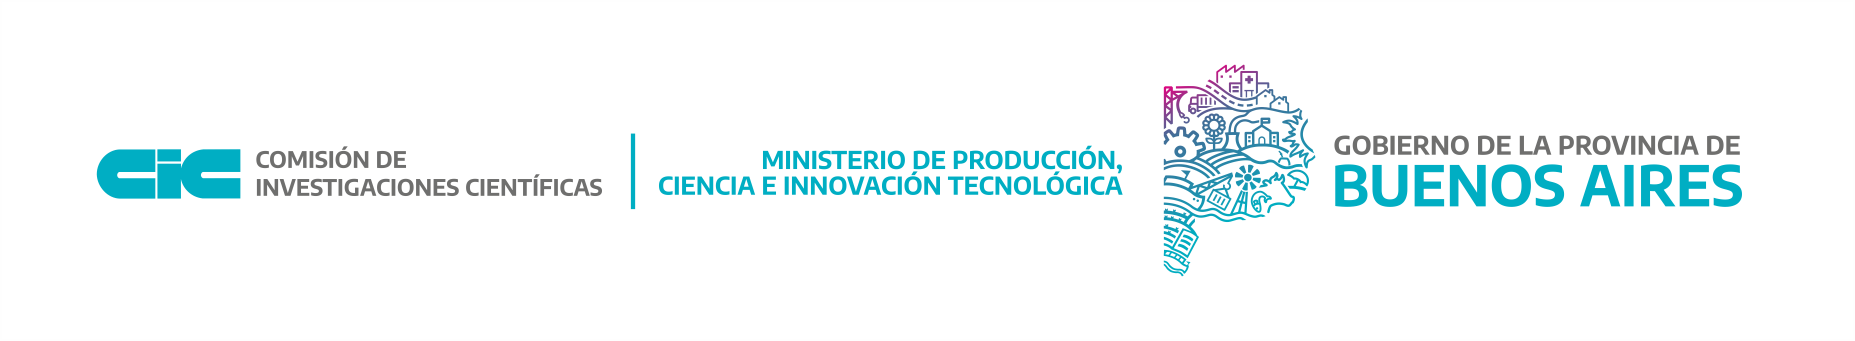 CiC
COMISIÓN DE
INVESTIGACIONES CIENTÍFICAS
MINISTERIO DE PRODUCCIÓN,
CIENCIA E INNOVACIÓN TECNOLÓGICA
GOBIERNO DE LA PROVINCIA DE
BUENOS AIRES